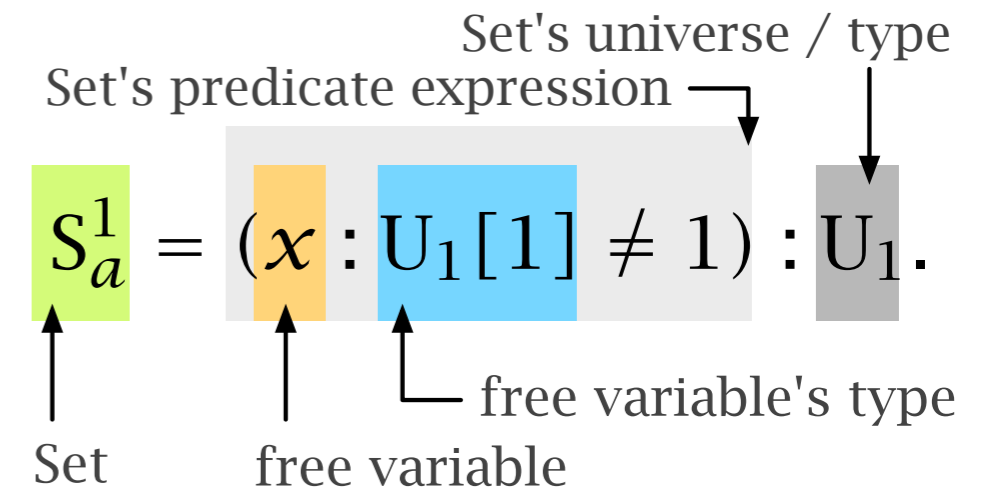 Set's universe / type
Set's predicate expression
S¹ₐ = (x : U₁[1] ≠ 1) : U₁.
free variable's type
Set
free variable